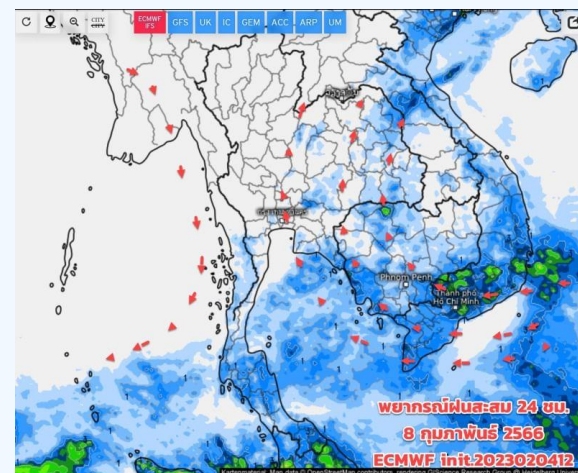 CITY
CITY
ECMWF
IFS
GFS
UK
IC
GEM
ACC
ARP
UM
Phnom Penh
Thành phố
Hồ Chí Minh
พยากรณ์ฝนสะสม 24 ชม.
8 กุมภาพันธ์ 2566
ECMWF init.2023020412